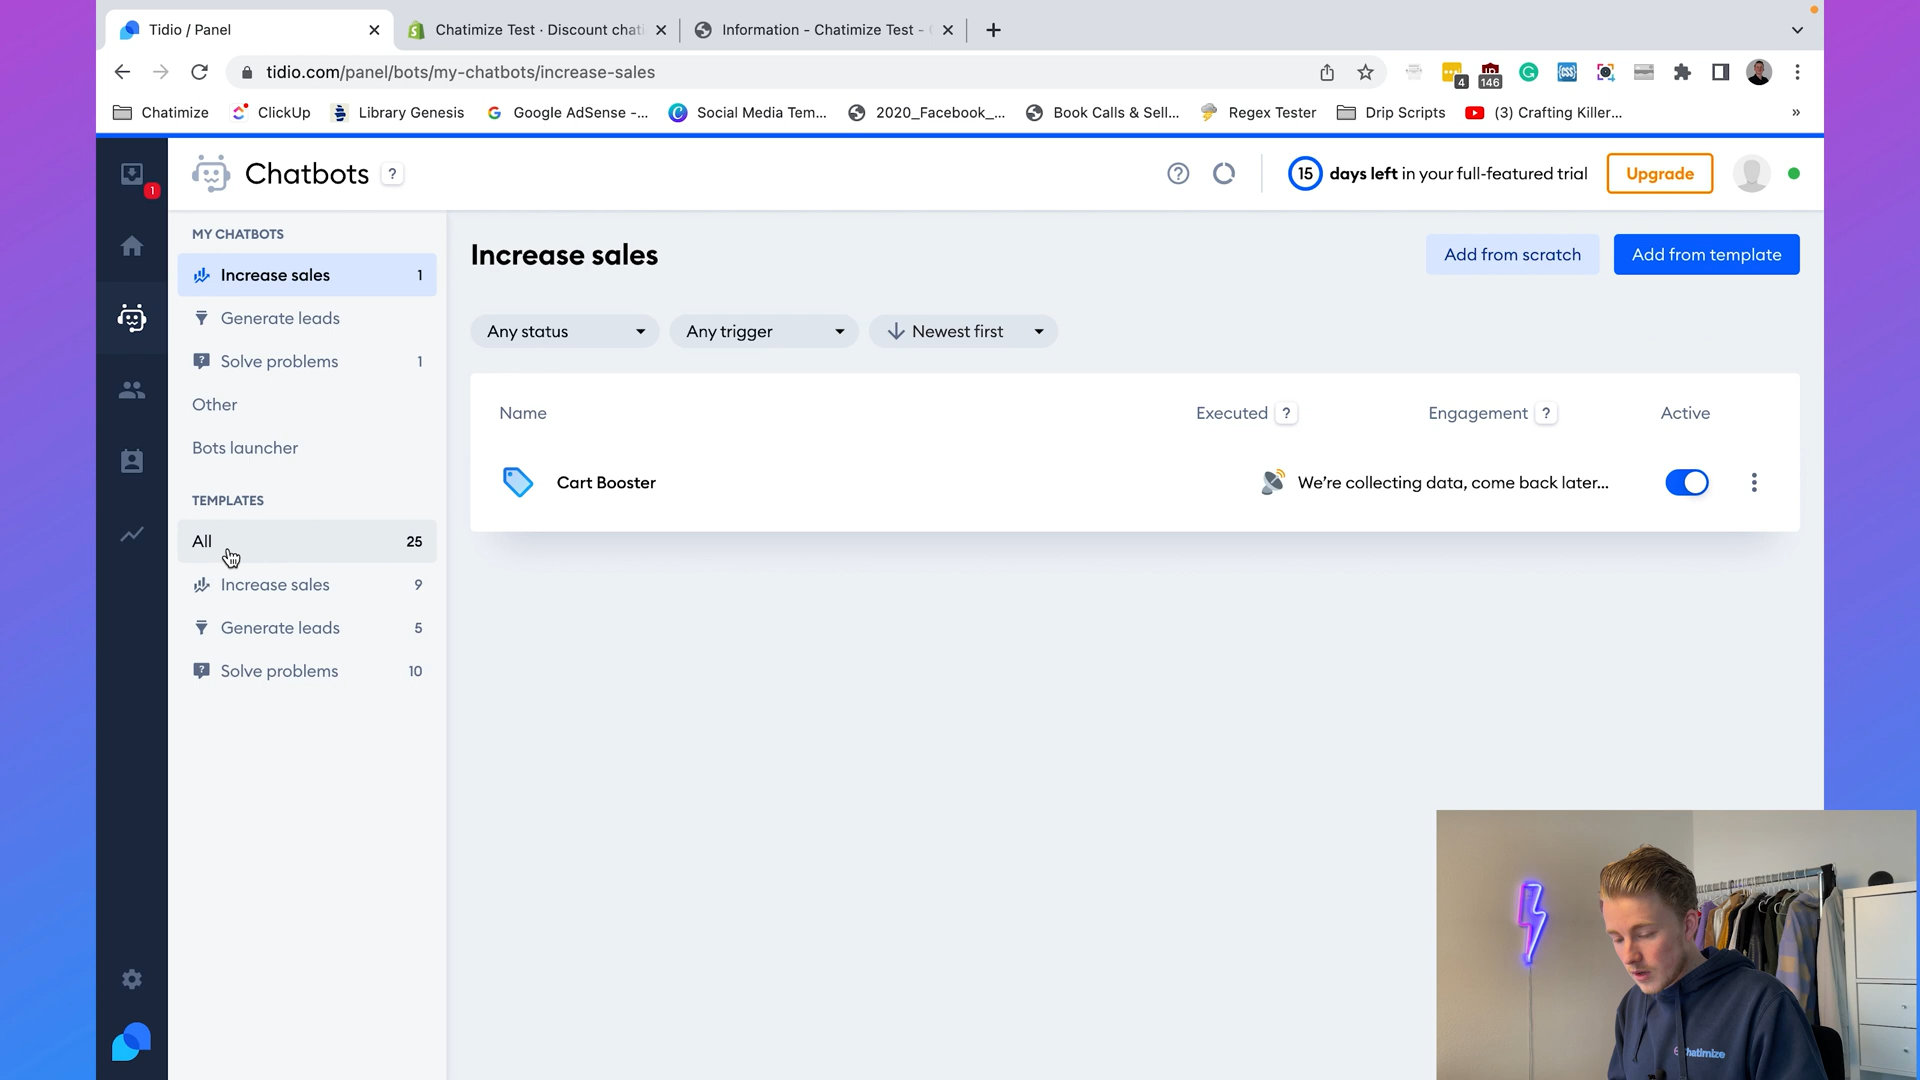 Tidio / Panel
Chatimize Test · Discount chat
Information - Chatimize Test -
tidio.com/panel/bots/my-chatbots/increase-sales
4
146
Chatimize
ClickUp
Library Genesis
Google AdSense -...
Social Media Tem...
2020_Facebook_...
Book Calls & Sell...
Regex Tester
Drip Scripts
(3) Crafting Killer...
»
1
Chatbots
?
15 days left in your full-featured trial
Upgrade
MY CHATBOTS
Increase sales 1
Generate leads
Solve problems 1
Other
Bots launcher
TEMPLATES
All 25
Increase sales 9
Generate leads 5
Solve problems 10
Increase sales
Add from scratch
Add from template
Any status
Any trigger
Newest first
Name
Executed ?
Engagement ?
Active
Cart Booster
We're collecting data, come back later...
chatimize